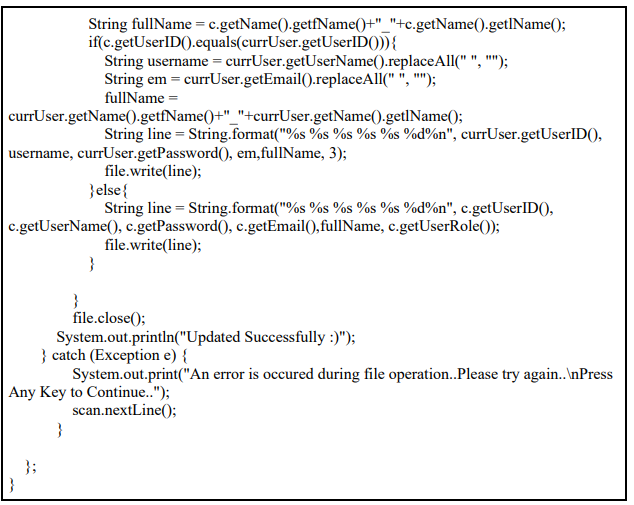 String fullName = c.getName().getfName()+"_"+c.getName().getlName();
if(c.getUserID().equals(currUser.getUserID())){
String username = currUser.getUserName().replaceAll(" ", "");
String em = currUser.getEmail().replaceAll(" ", "");
fullName =
currUser.getName().getfName()+"_"+currUser.getName().getlName();
String line = String.format("%s %s %s %s %s %d%n", currUser.getUserID(),
username, currUser.getPassword(), em,fullName, 3);
file.write(line);
}else{
String line = String.format("%s %s %s %s %s %d%n", c.getUserID(),
c.getUserName(), c.getPassword(), c.getEmail(),fullName, c.getUserRole());
file.write(line);
}
}
file.close();
System.out.println("Updated Successfully :)");
} catch (Exception e) {
System.out.print("An error is occured during file operation..Please try again..\nPress
Any Key to Continue..");
scan.nextLine();
}
};
}